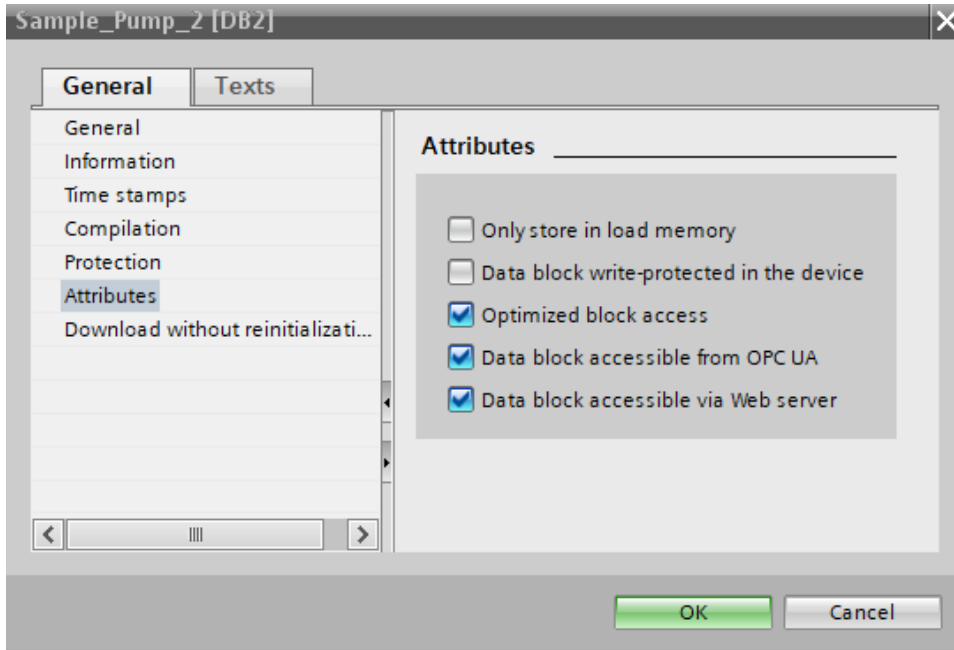 Sample_Pump_2 [DB2]
General
Texts
General
Information
Time stamps
Compilation
Protection
Attributes
Download without reinitializati...
Attributes
Only store in load memory
Data block write-protected in the device
Optimized block access
Data block accessible from OPC UA
Data block accessible via Web server
OK
Cancel